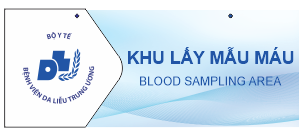 BỘ Y TẾ
BỆNH VIỆN DA LIỄU TRUNG ƯƠNG
KHU LẤY MẪU MÁU
BLOOD SAMPLING AREA